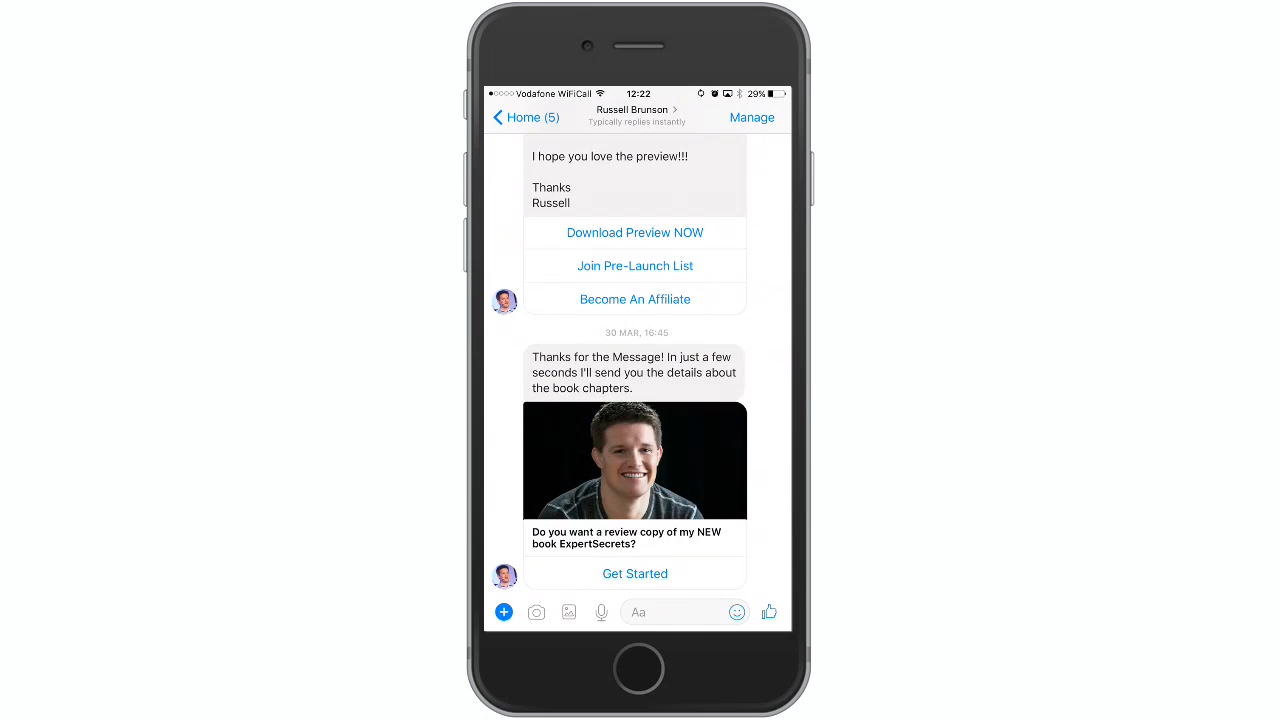 Vodafone WiFiCall 12:22 29%
Home (5) Russell Brunson Manage
Typically replies instantly
I hope you love the preview!!!
Thanks
Russell
Download Preview NOW
Join Pre-Launch List
Become An Affiliate
30 MAR, 16:45
Thanks for the Message! In just a few
seconds I'll send you the details about
the book chapters.
Do you want a review copy of my NEW
book ExpertSecrets?
Get Started
Aa